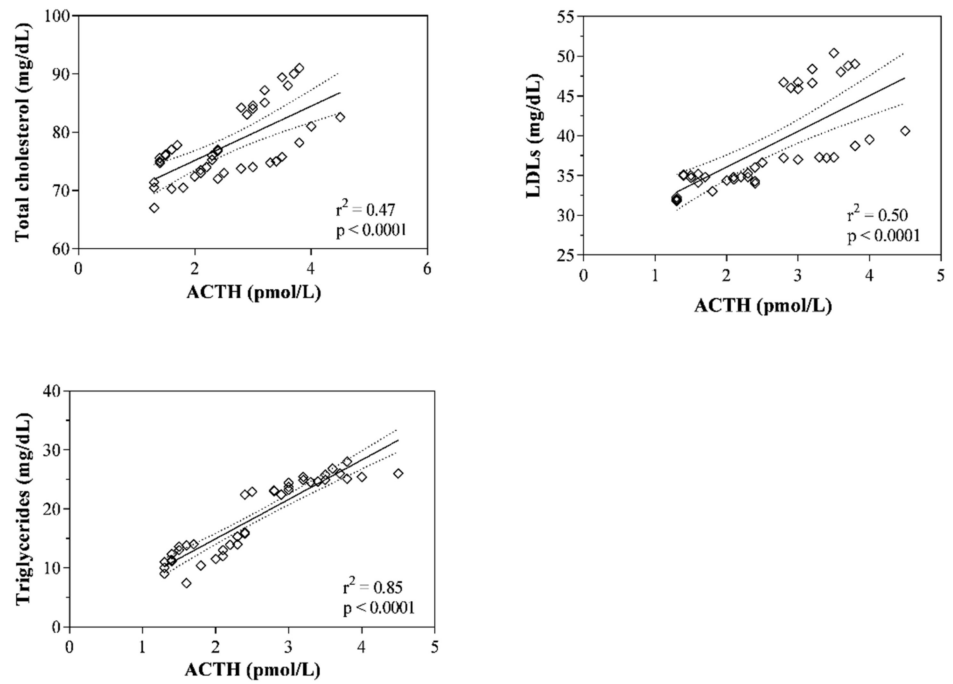 Total cholesterol (mg/dL)
100
90
80
70
60
r² = 0.47
p < 0.0001
0 2 4 6
ACTH (pmol/L)
LDLs (mg/dL)
55
50
45
40
35
30
25
r² = 0.50
p < 0.0001
0 1 2 3 4 5
ACTH (pmol/L)
Triglycerides (mg/dL)
40
30
20
10
0
r² = 0.85
p < 0.0001
0 1 2 3 4 5
ACTH (pmol/L)